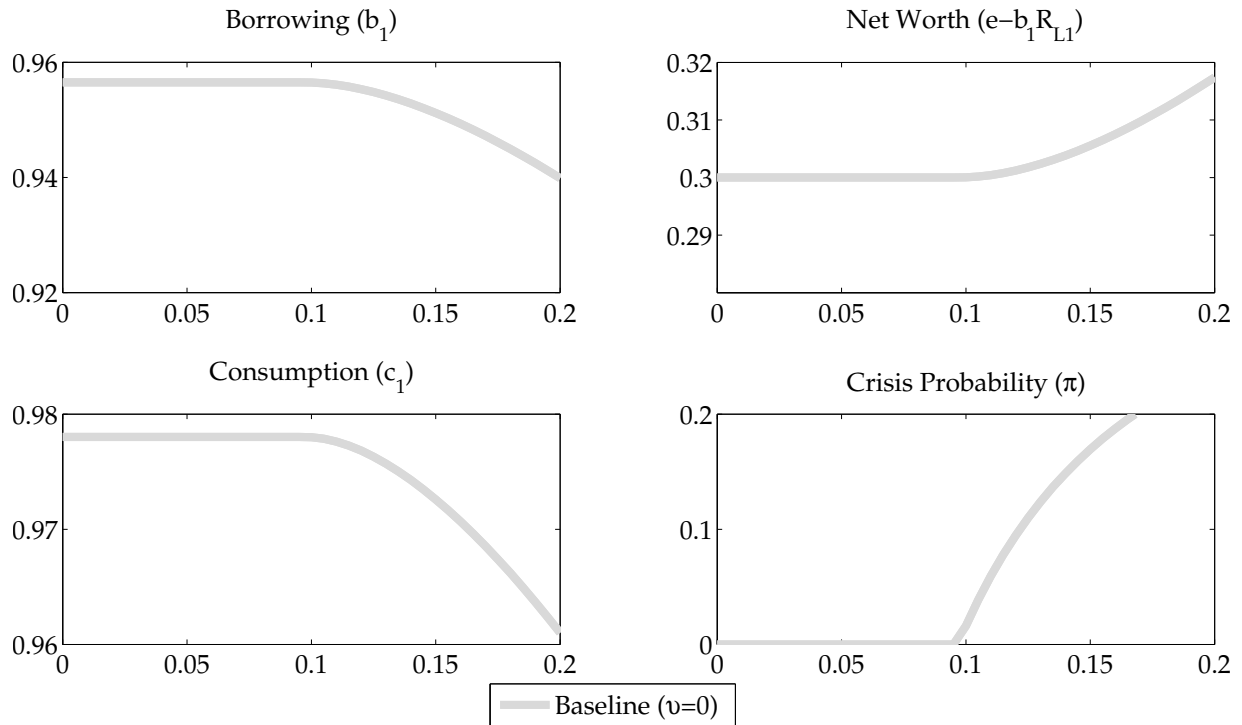 Borrowing (b1)
0.96
0.94
0.92
0 0.05 0.1 0.15 0.2
Net Worth (e−b1RL1)
0.32
0.31
0.3
0.29
0 0.05 0.1 0.15 0.2
Consumption (c1)
0.98
0.97
0.96
0 0.05 0.1 0.15 0.2
Crisis Probability (π)
0.2
0.1
0
0 0.05 0.1 0.15 0.2
Baseline (υ=0)